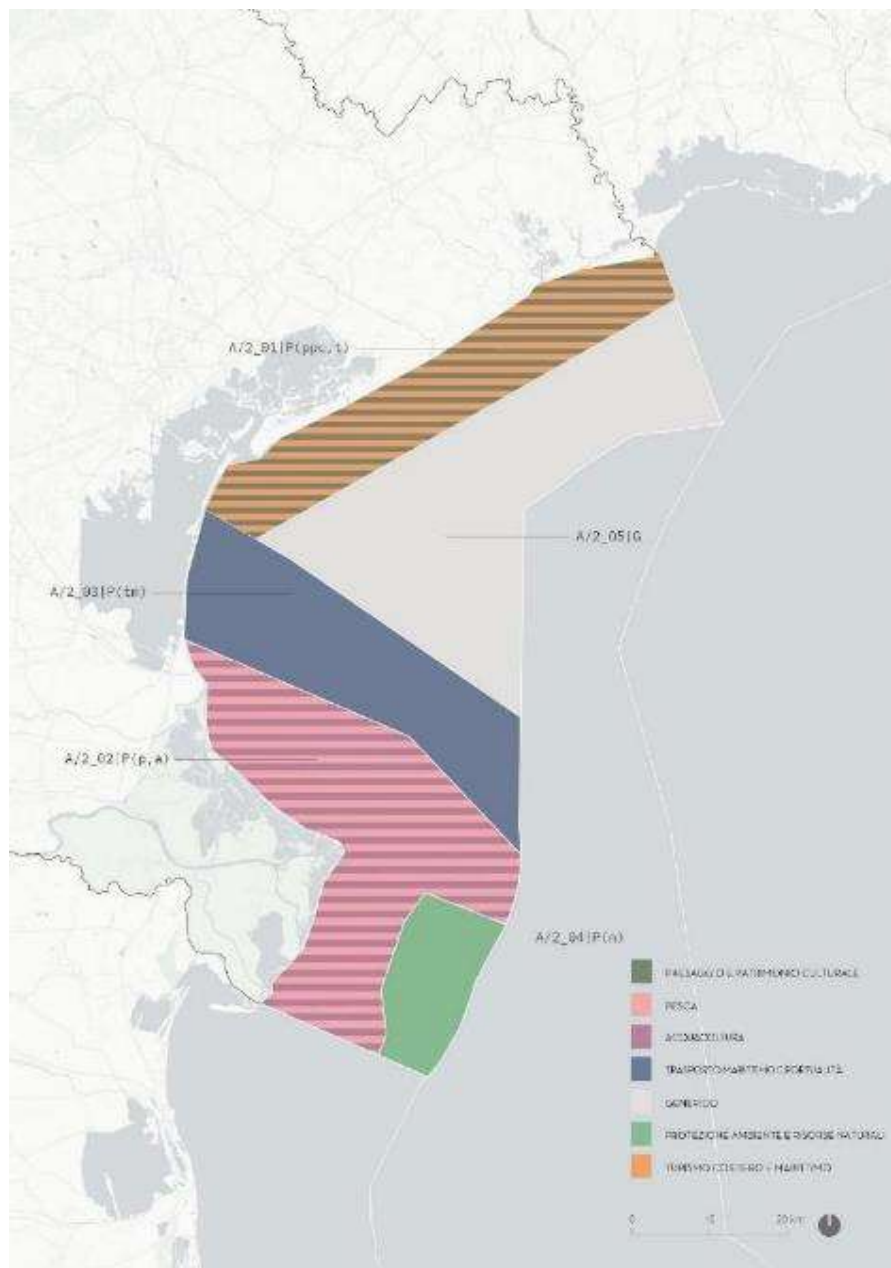 A/2_01|P(ppc,t)
A/2_05|G
A/2_03|P(tm)
A/2_02|P(p,a)
A/2_04|P(n)
PAESAGGIO E PATRIMONIO CULTURALE
PESCA
ACQUACOLTURA
TRASPORTO MARITTIMO E PORTUALITÀ
GENERICO
PROTEZIONE AMBIENTE E RISORSE NATURALI
TURISMO COSTIERO E MARITTIMO
0 20 km